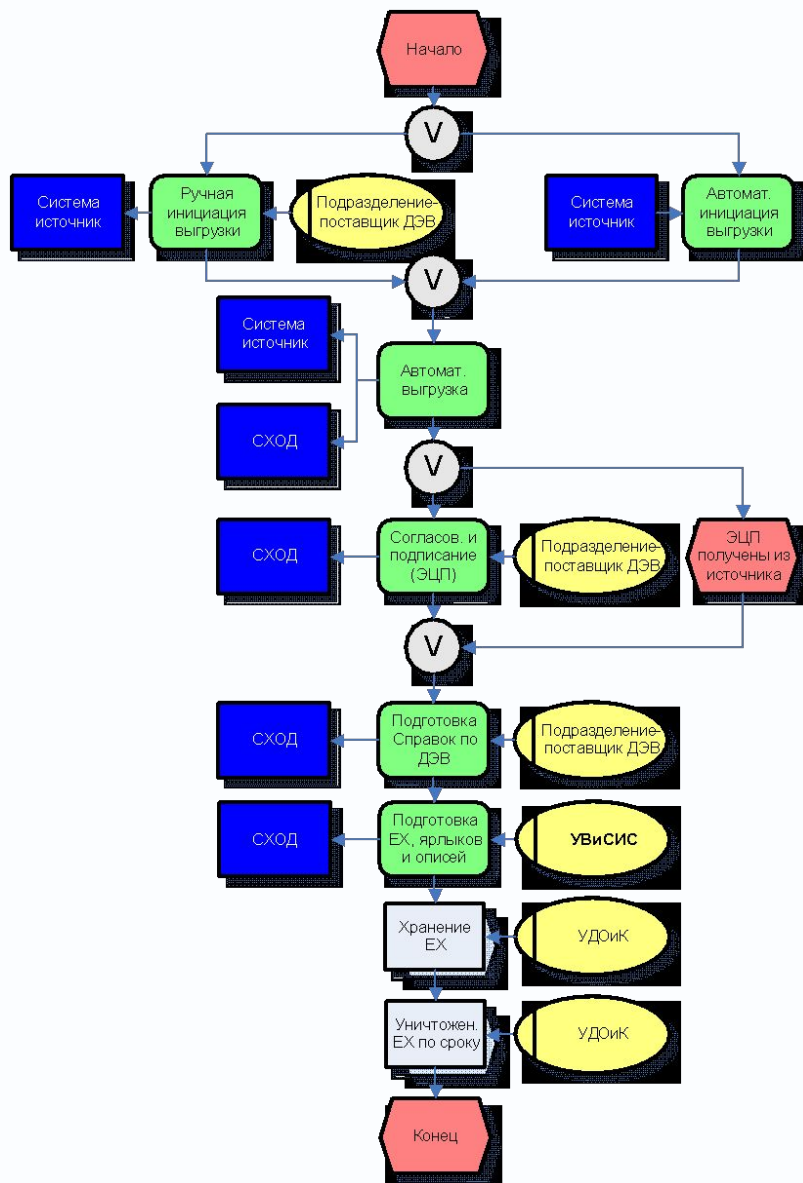 Начало
V
Система
источник
Ручная
инициация
выгрузки
Подразделение-
поставщик ДЭВ
Система
источник
Автомат.
инициация
выгрузки
V
Система
источник
Автомат.
выгрузка
СХОД
V
СХОД
Согласов. и
подписание
(ЭЦП)
Подразделение-
поставщик ДЭВ
ЭЦП
получены из
источника
V
СХОД
Подготовка
Справок по
ДЭВ
Подразделение-
поставщик ДЭВ
СХОД
Подготовка
ЕХ, ярлыков
и описей
УВиСИС
Хранение
ЕХ
УДОиК
Уничтожен.
ЕХ по сроку
УДОиК
Конец